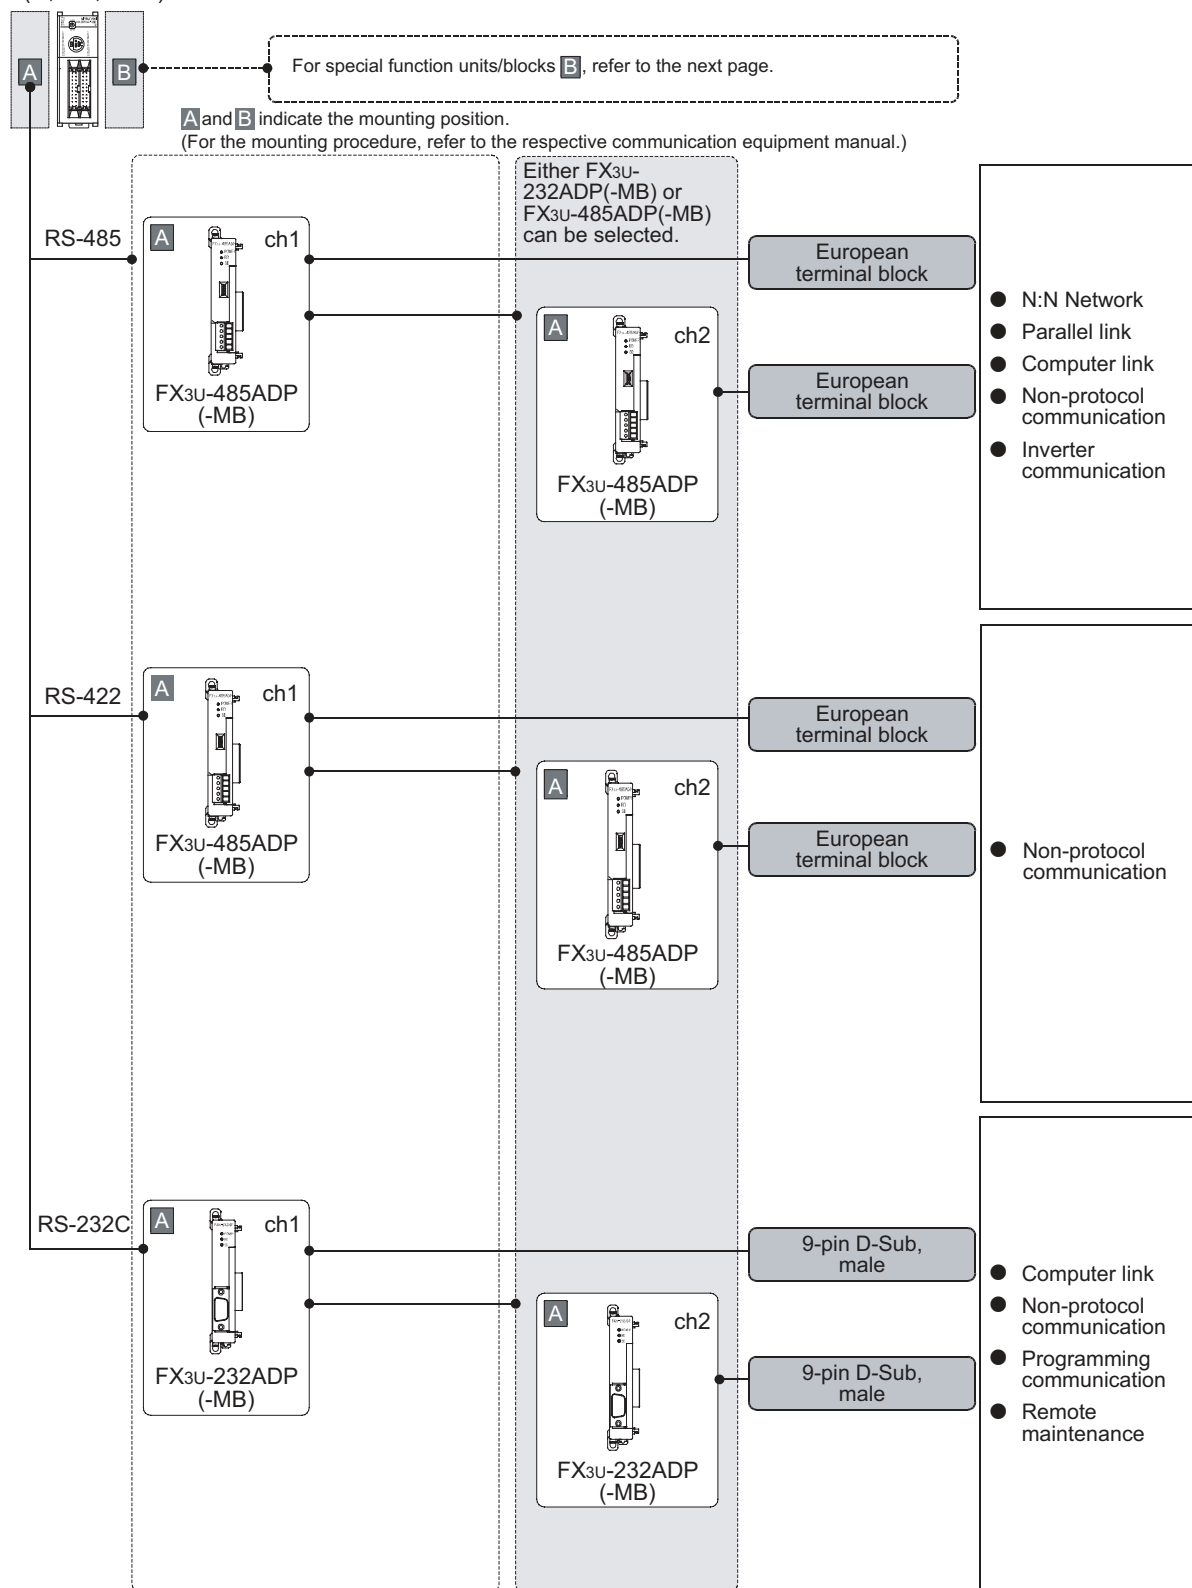 A
B
For special function units/blocks B, refer to the next page.
A and B indicate the mounting position.
(For the mounting procedure, refer to the respective communication equipment manual.)
Either FX3U-
232ADP(-MB) or
FX3U-485ADP(-MB)
can be selected.
RS-485
A
ch1
FX3U-485ADP
(-MB)
European
terminal block
A
ch2
FX3U-485ADP
(-MB)
European
terminal block
● N:N Network
● Parallel link
● Computer link
● Non-protocol
communication
● Inverter
communication
RS-422
A
ch1
FX3U-485ADP
(-MB)
European
terminal block
A
ch2
FX3U-485ADP
(-MB)
European
terminal block
● Non-protocol
communication
RS-232C
A
ch1
FX3U-232ADP
(-MB)
9-pin D-Sub,
male
A
ch2
FX3U-232ADP
(-MB)
9-pin D-Sub,
male
● Computer link
● Non-protocol
communication
● Programming
communication
● Remote
maintenance